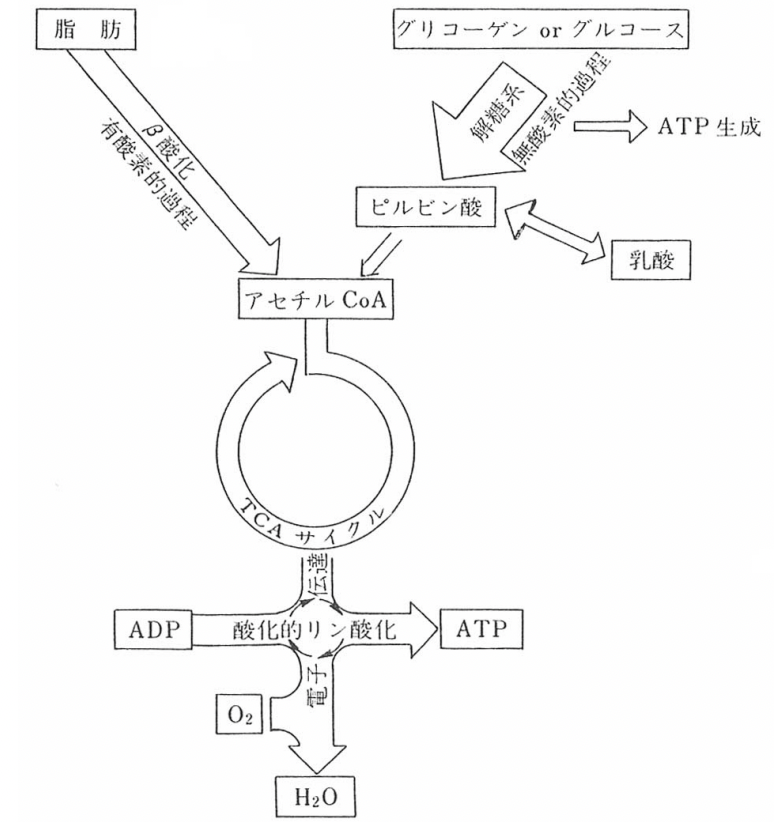 脂肪
グリコーゲン or グルコース
β酸化
有酸素的過程
解糖系
無酸素的過程
ATP 生成
ピルビン酸
乳酸
アセチル CoA
TCA サイクル
伝達
ADP
酸化的リン酸化
ATP
電子
O₂
H₂O